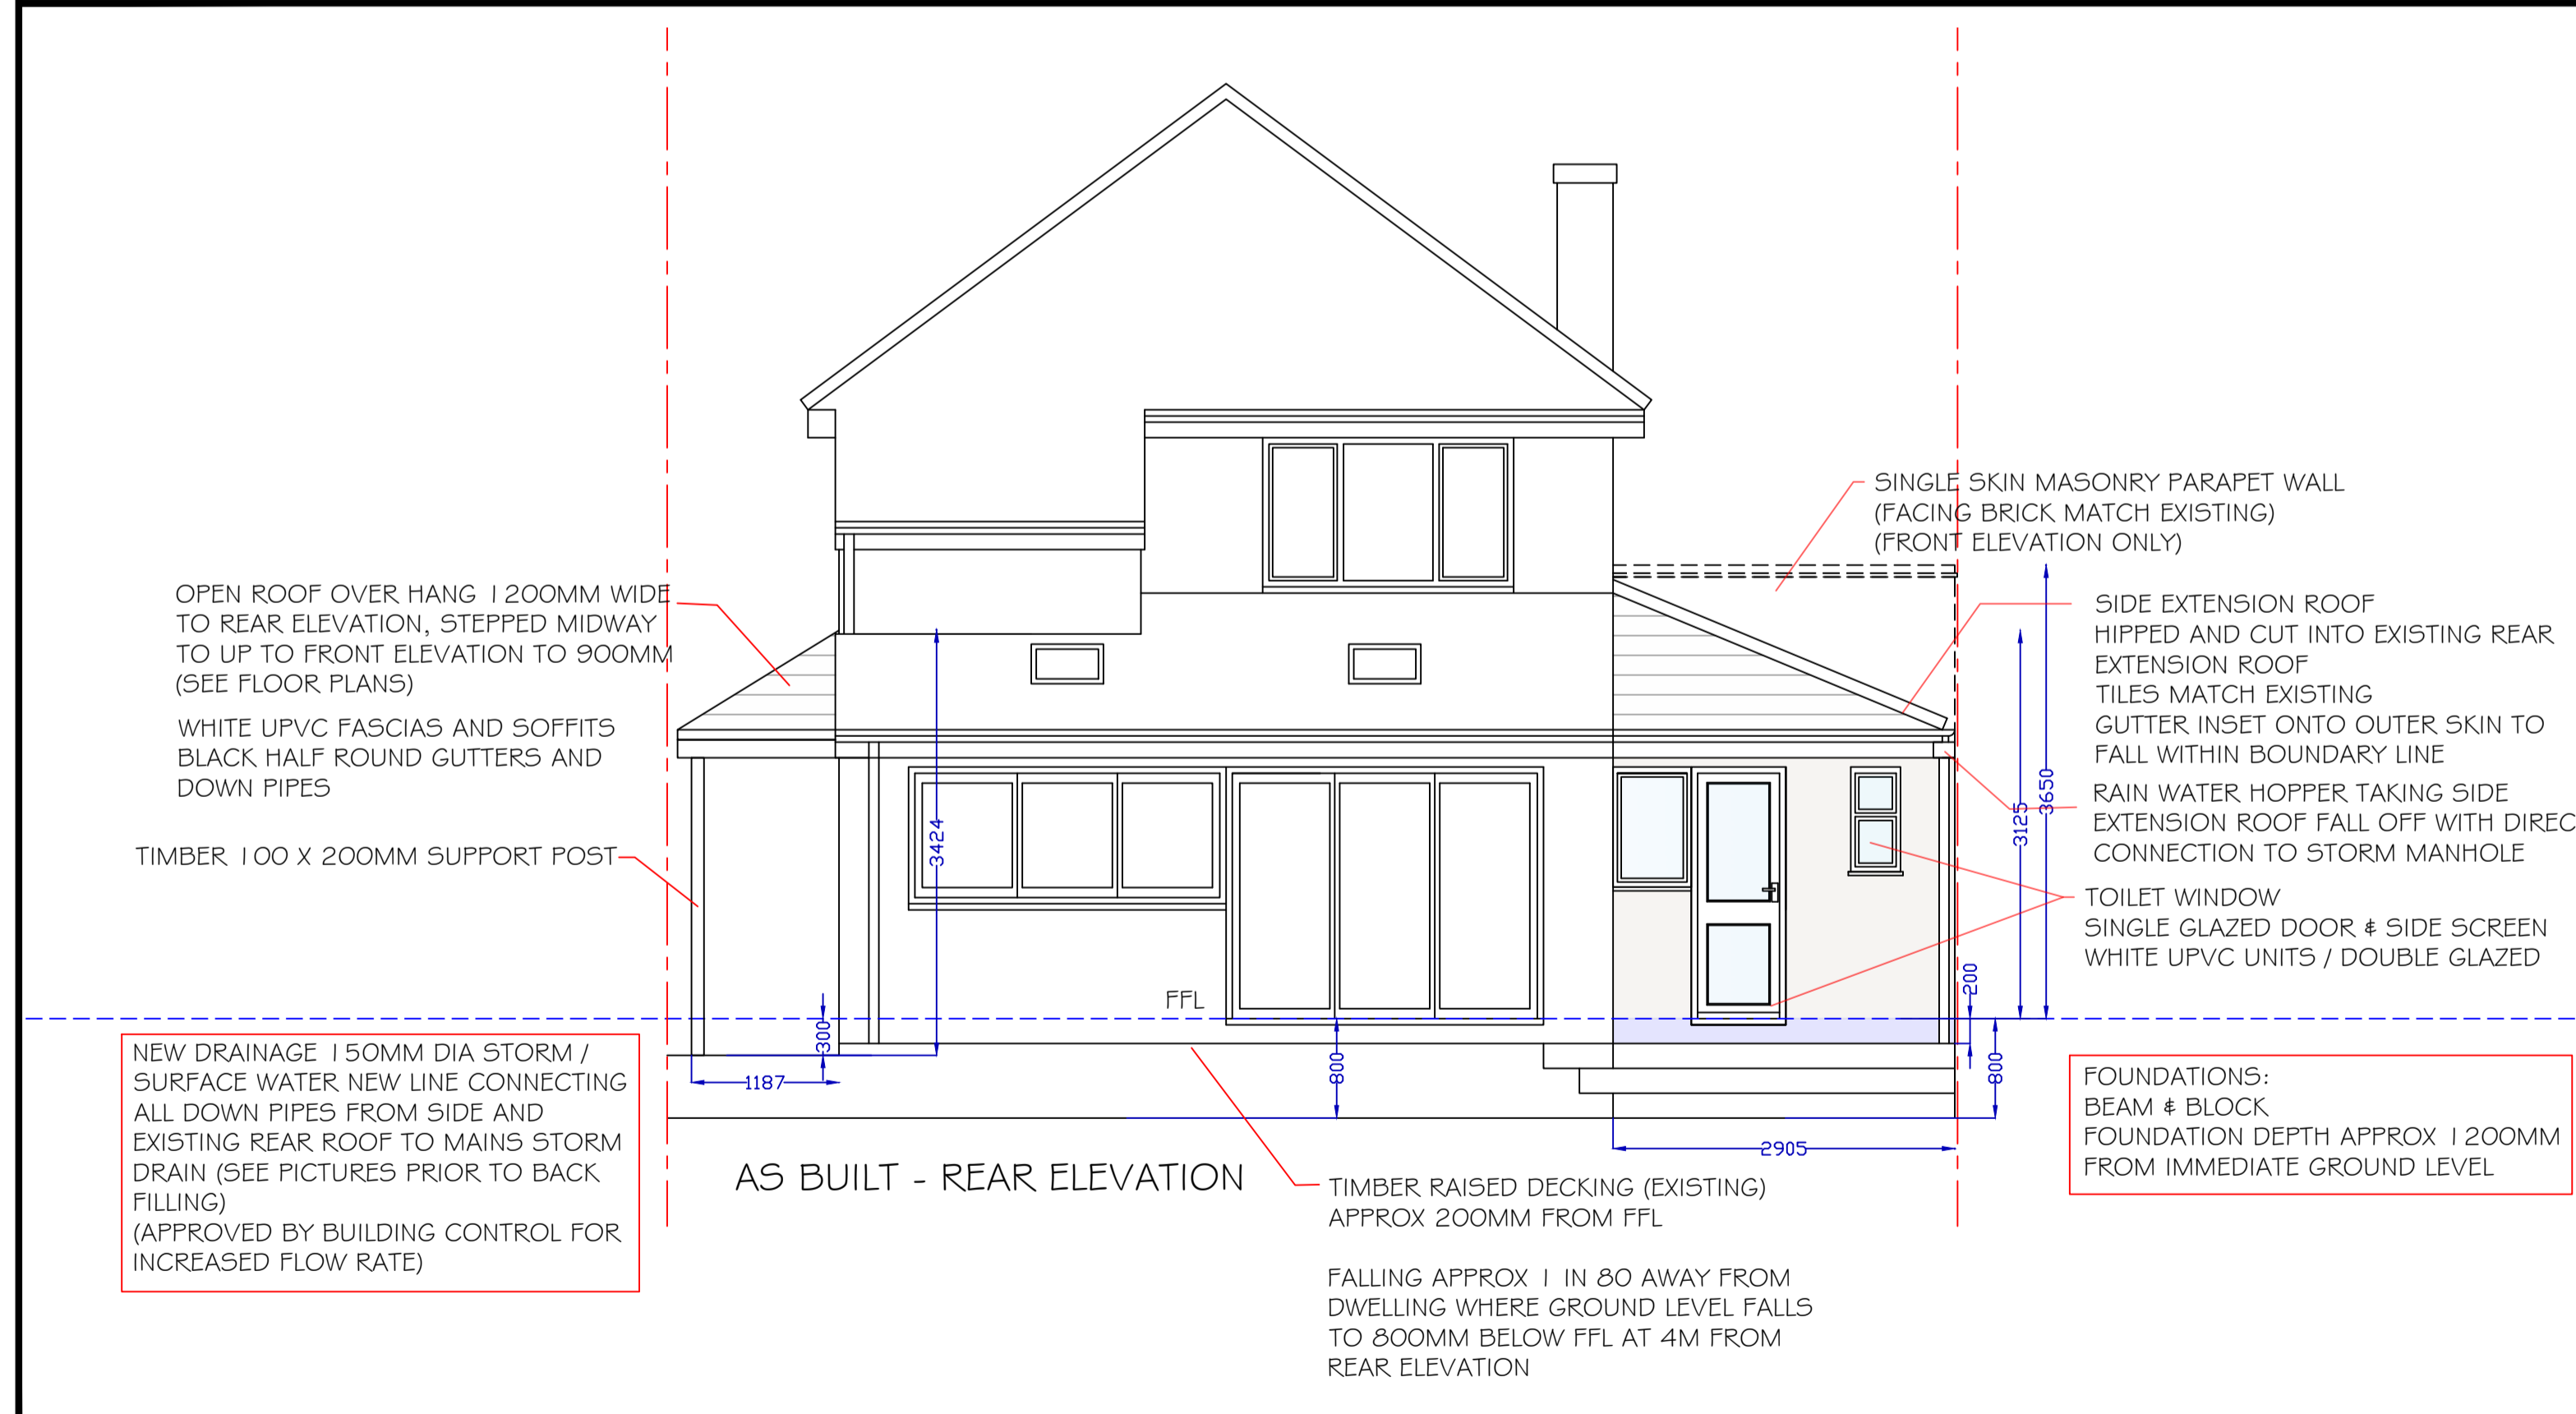 SINGLE SKIN MASONRY PARAPET WALL
(FACING BRICK MATCH EXISTING)
(FRONT ELEVATION ONLY)
OPEN ROOF OVER HANG 1200MM WIDE
TO REAR ELEVATION, STEPPED MIDWAY
TO UP TO FRONT ELEVATION TO 900MM
(SEE FLOOR PLANS)
WHITE UPVC FASCIAS AND SOFFITS
BLACK HALF ROUND GUTTERS AND
DOWN PIPES
TIMBER 100 X 200MM SUPPORT POST
SIDE EXTENSION ROOF
HIPPED AND CUT INTO EXISTING REAR
EXTENSION ROOF
TILES MATCH EXISTING
GUTTER INSET ONTO OUTER SKIN TO
FALL WITHIN BOUNDARY LINE
RAIN WATER HOPPER TAKING SIDE
EXTENSION ROOF FALL OFF WITH DIREC
CONNECTION TO STORM MANHOLE
TOILET WINDOW
SINGLE GLAZED DOOR & SIDE SCREEN
WHITE UPVC UNITS / DOUBLE GLAZED
3424
3125
3650
200
FFL
300
800
800
1187
2905
NEW DRAINAGE 150MM DIA STORM /
SURFACE WATER NEW LINE CONNECTING
ALL DOWN PIPES FROM SIDE AND
EXISTING REAR ROOF TO MAINS STORM
DRAIN (SEE PICTURES PRIOR TO BACK
FILLING)
(APPROVED BY BUILDING CONTROL FOR
INCREASED FLOW RATE)
FOUNDATIONS:
BEAM & BLOCK
FOUNDATION DEPTH APPROX 1200MM
FROM IMMEDIATE GROUND LEVEL
AS BUILT - REAR ELEVATION
TIMBER RAISED DECKING (EXISTING)
APPROX 200MM FROM FFL
FALLING APPROX 1 IN 80 AWAY FROM
DWELLING WHERE GROUND LEVEL FALLS
TO 800MM BELOW FFL AT 4M FROM
REAR ELEVATION